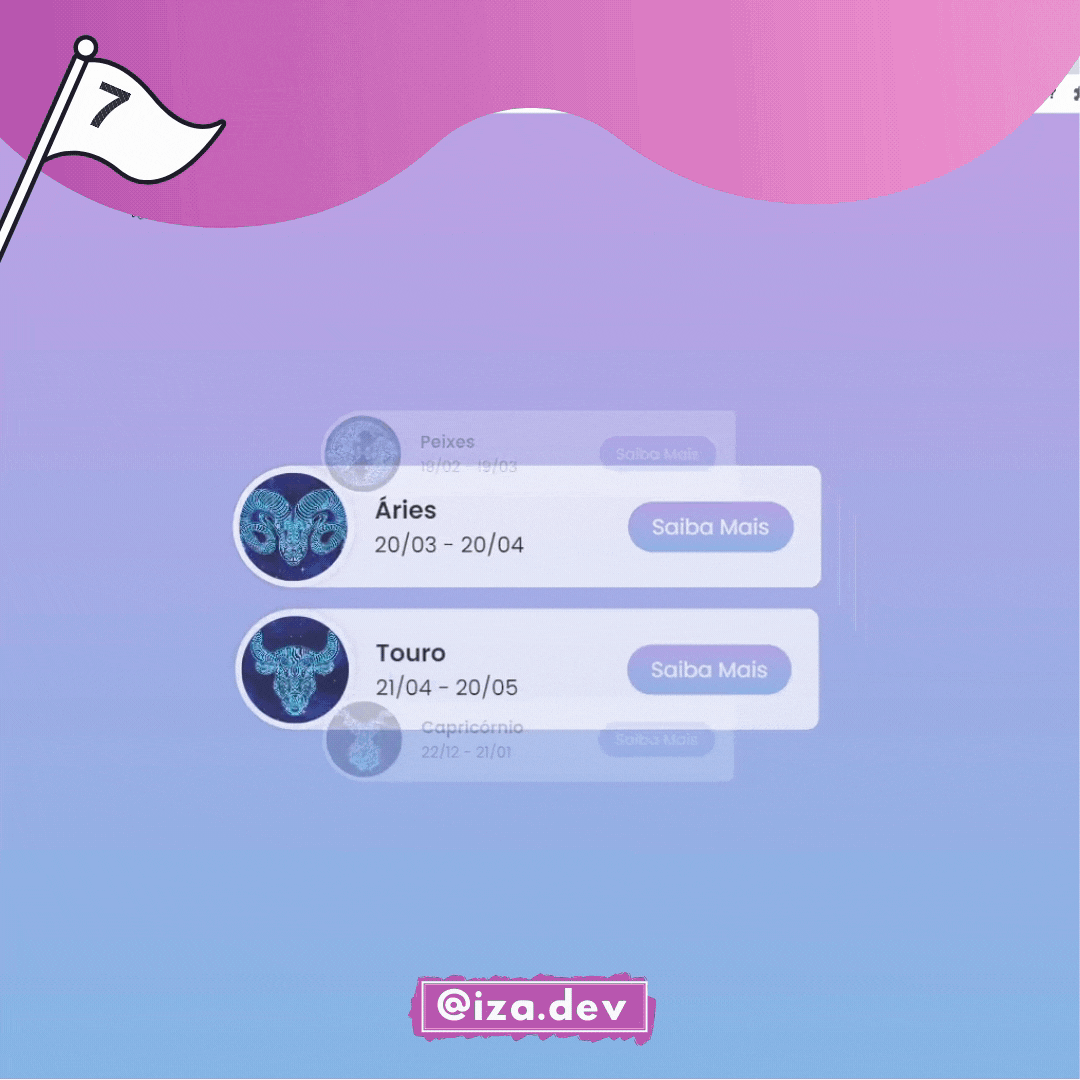 7
Peixes
19/02 - 19/03
Saiba Mais
Áries
20/03 - 20/04
Saiba Mais
Touro
21/04 - 20/05
Saiba Mais
Capricórnio
22/12 - 21/01
Saiba Mais
@iza.dev